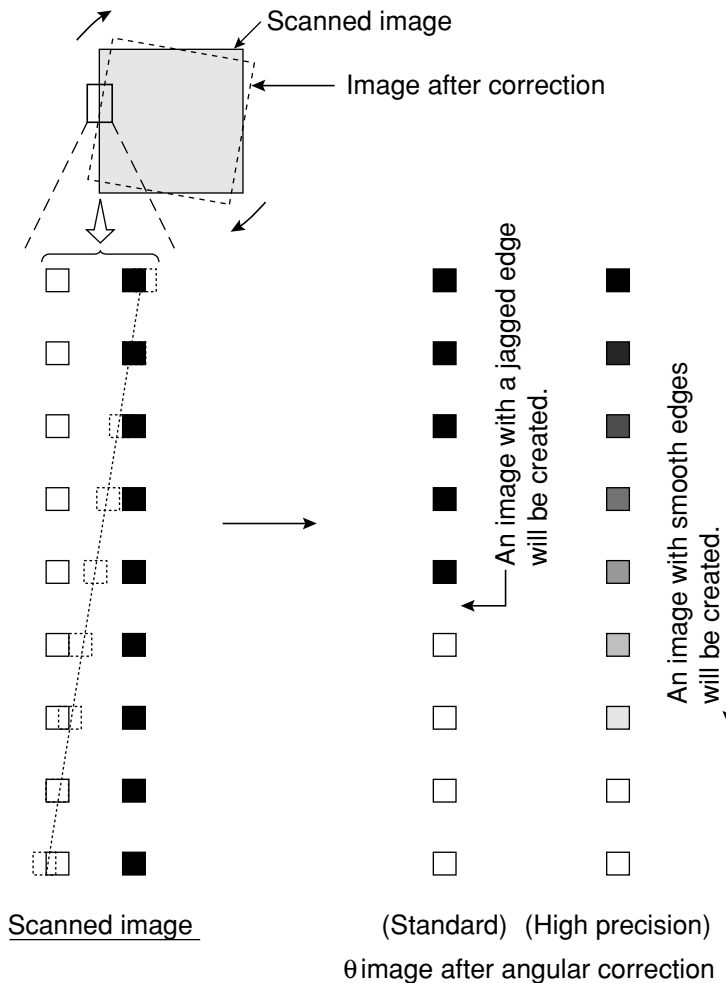 Scanned image
Image after correction
An image with a jagged edge
will be created.
An image with smooth edges
will be created.
Scanned image
(Standard)
(High precision)
θ image after angular correction